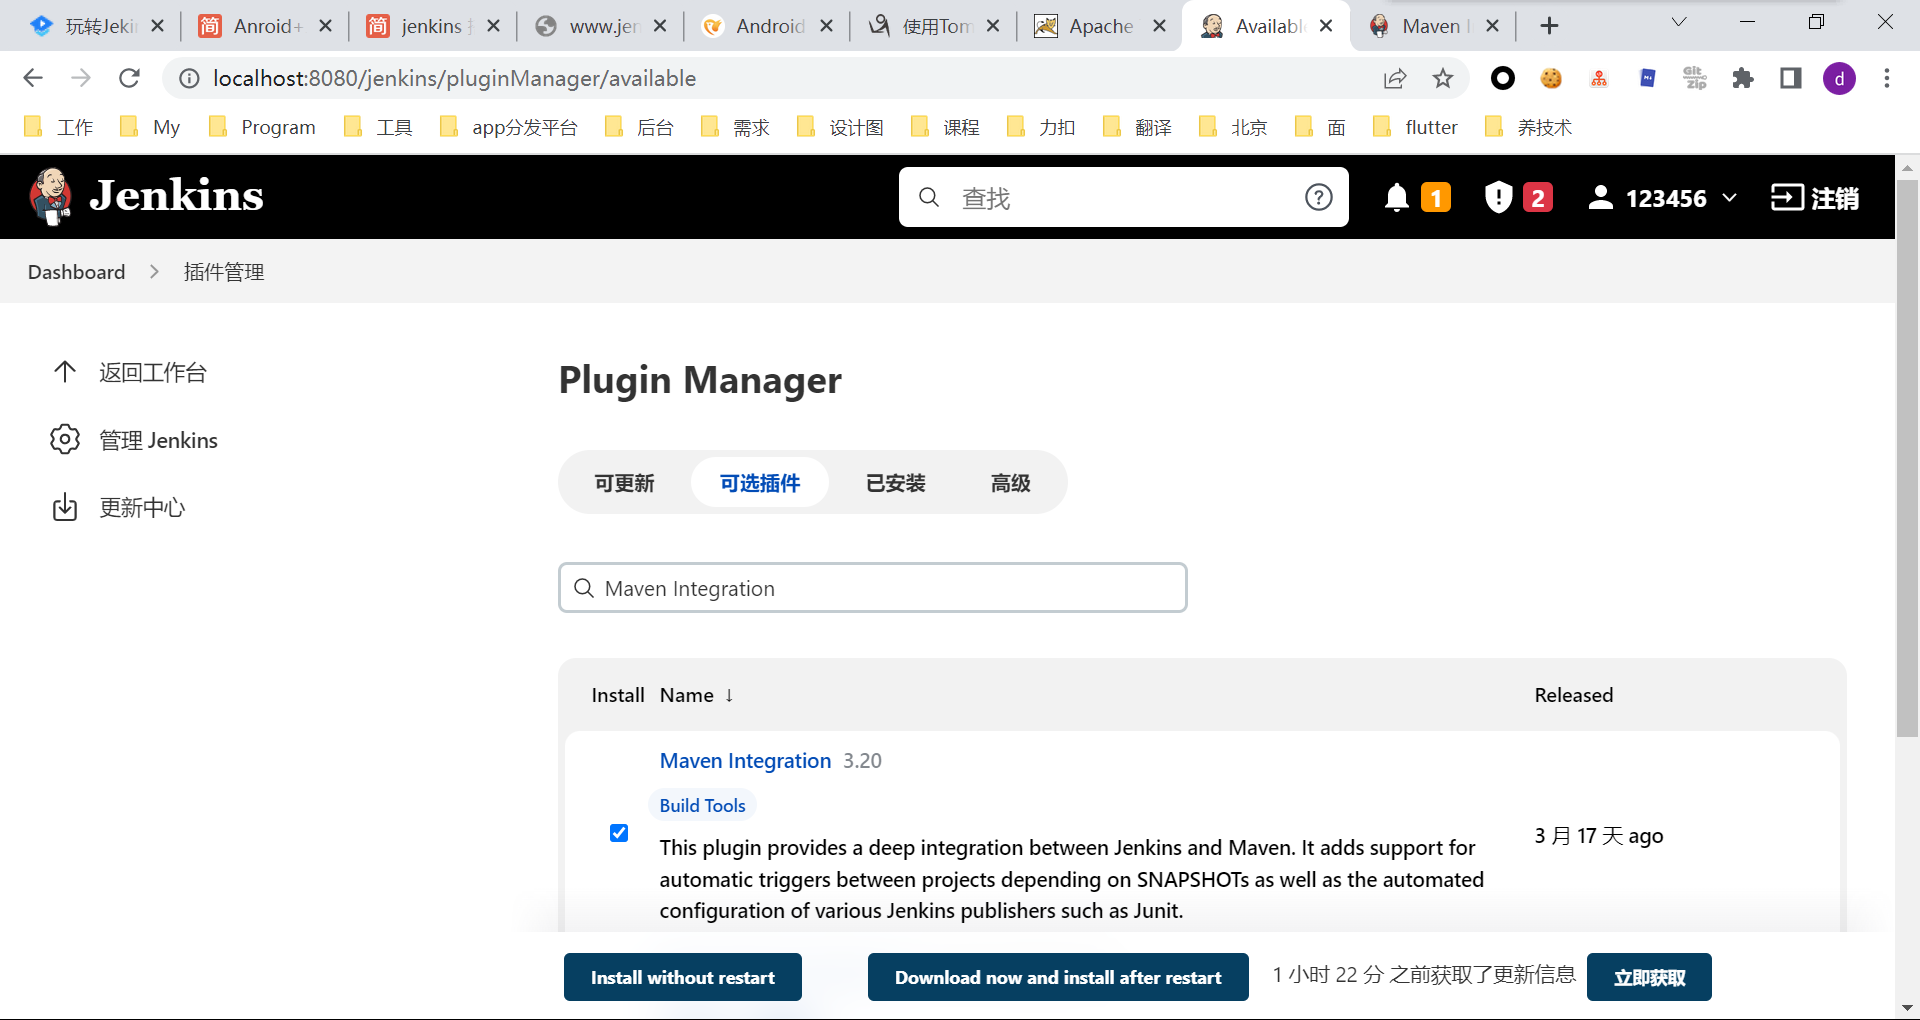 玩转Jeki
Anroid+
jenkins
www.jen
Android
使用Tom
Apache
Availabl
Maven I
localhost:8080/jenkins/pluginManager/available
Git Zip
d
工作
My
Program
工具
app分发平台
后台
需求
设计图
课程
力扣
翻译
北京
面
flutter
养技术
Jenkins
查找
1
2
123456
注销
Dashboard
插件管理
返回工作台
管理 Jenkins
更新中心
Plugin Manager
可更新
可选插件
已安装
高级
Maven Integration
Install Name ↓ Released
Maven Integration 3.20
Build Tools
This plugin provides a deep integration between Jenkins and Maven. It adds support for
automatic triggers between projects depending on SNAPSHOTs as well as the automated
configuration of various Jenkins publishers such as Junit.
3 月 17 天 ago
Install without restart
Download now and install after restart
1 小时 22 分 之前获取了更新信息
立即获取